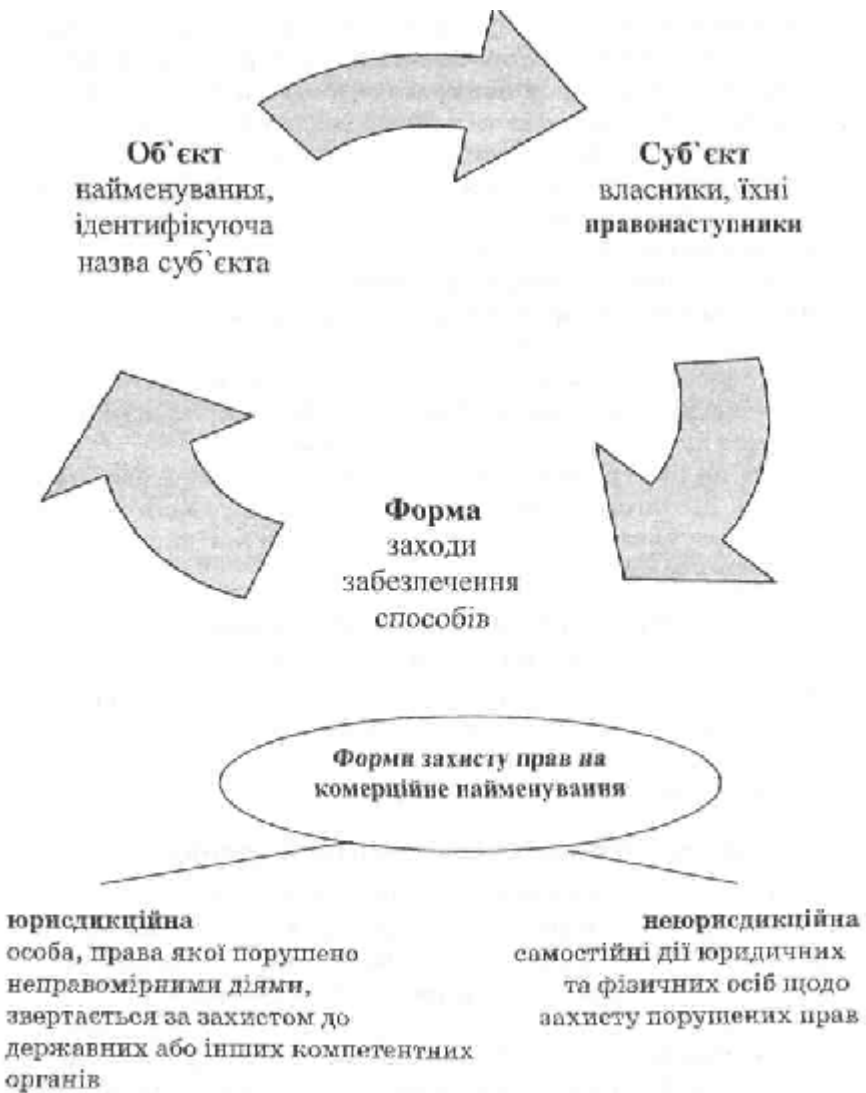 Об`єкт
найменування,
ідентифікуюча
назва суб`єкта
Суб`єкт
власники, їхні
правонаступники
Форма
заходи
забезпечення
способів
Форми захисту прав на
комерційне найменування
юрисдикційна
особа, права якої порушено
неправомірними діями,
звертається за захистом до
державних або інших компетентних
органів
неюрисдикційна
самостійні дії юридичних
та фізичних осіб щодо
захисту порушених прав